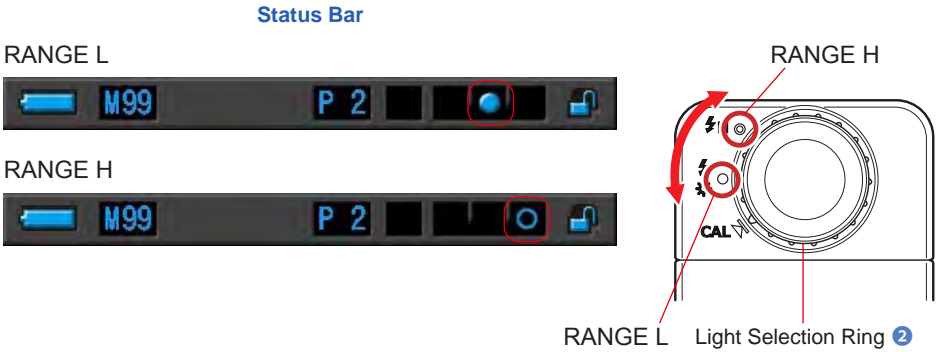 Status Bar
RANGE L
M99 P 2
RANGE H
M99 P 2
RANGE H
CAL
RANGE L
Light Selection Ring 2